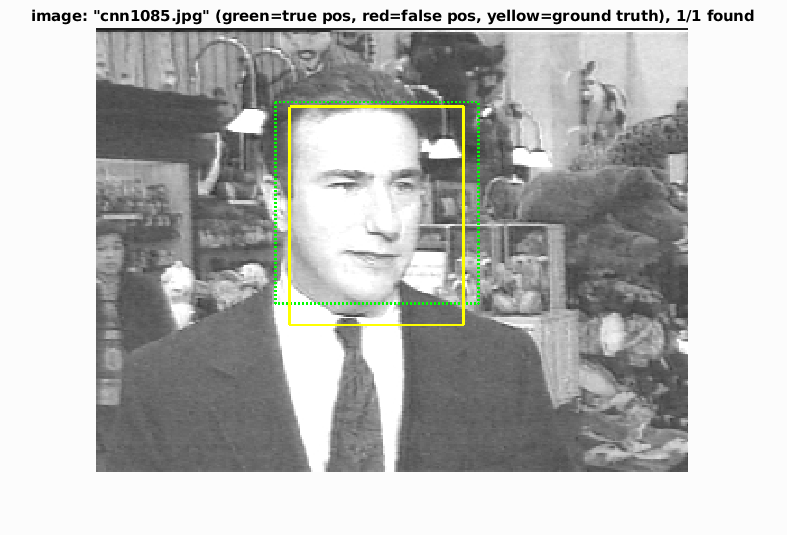 image: "cnn1085.jpg" (green=true pos, red=false pos, yellow=ground truth), 1/1 found